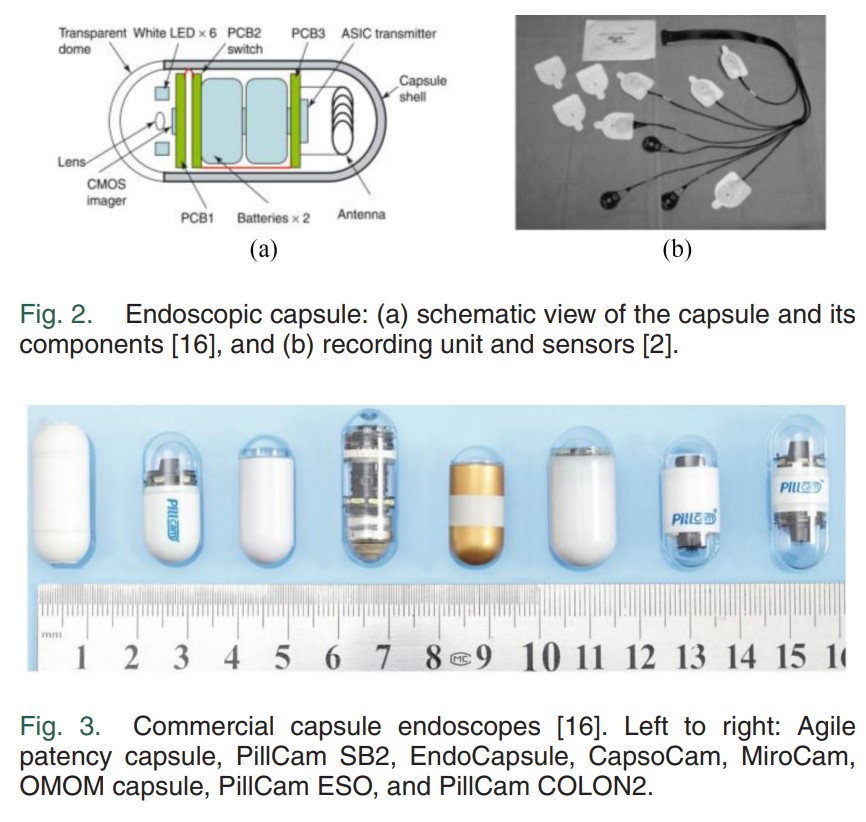 Transparent White LED × 6 PCB2 PCB3 ASIC transmitter
dome switch
Capsule
shell
Lens
CMOS
imager
PCB1 Batteries × 2 Antenna
(a) (b)
Fig. 2. Endoscopic capsule: (a) schematic view of the capsule and its
components [16], and (b) recording unit and sensors [2].
PillCam
PillCam
PillCam
mm
1 2 3 4 5 6 7 8 MC 9 10 11 12 13 14 15 16
Fig. 3. Commercial capsule endoscopes [16]. Left to right: Agile
patency capsule, PillCam SB2, EndoCapsule, CapsoCam, MiroCam,
OMOM capsule, PillCam ESO, and PillCam COLON2.